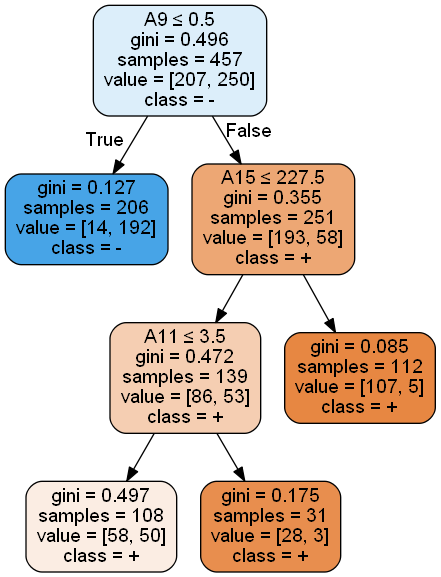 A9 ≤ 0.5
gini = 0.496
samples = 457
value = [207, 250]
class = -
True
False
gini = 0.127
samples = 206
value = [14, 192]
class = -
A15 ≤ 227.5
gini = 0.355
samples = 251
value = [193, 58]
class = +
A11 ≤ 3.5
gini = 0.472
samples = 139
value = [86, 53]
class = +
gini = 0.085
samples = 112
value = [107, 5]
class = +
gini = 0.497
samples = 108
value = [58, 50]
class = +
gini = 0.175
samples = 31
value = [28, 3]
class = +